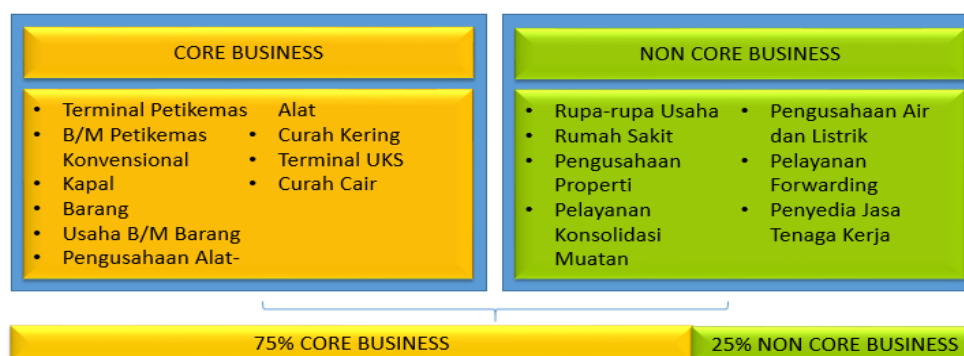 CORE BUSINESS
• Terminal Petikemas
• B/M Petikemas
Konvensional
• Kapal
• Barang
• Usaha B/M Barang
• Pengusahaan Alat-
Alat
• Curah Kering
• Terminal UKS
• Curah Cair
NON CORE BUSINESS
• Rupa-rupa Usaha
• Rumah Sakit
• Pengusahaan
Properti
• Pelayanan
Konsolidasi
Muatan
• Pengusahaan Air
dan Listrik
• Pelayanan
Forwarding
• Penyedia Jasa
Tenaga Kerja
75% CORE BUSINESS
25% NON CORE BUSINESS